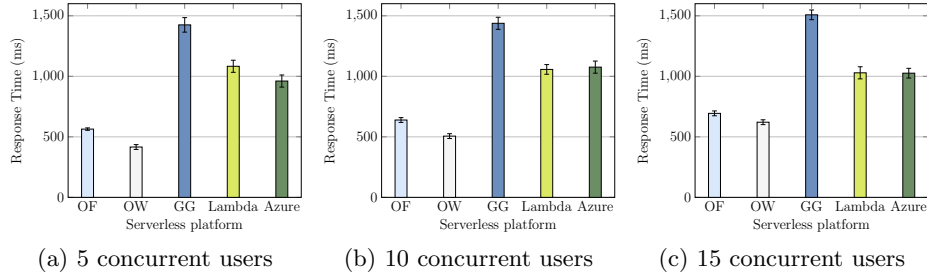 1,500
1,000
500
0
Response Time (ms)
OF OW GG Lambda Azure
Serverless platform
(a) 5 concurrent users
1,500
1,000
500
0
Response Time (ms)
OF OW GG Lambda Azure
Serverless platform
(b) 10 concurrent users
1,500
1,000
500
0
Response Time (ms)
OF OW GG Lambda Azure
Serverless platform
(c) 15 concurrent users